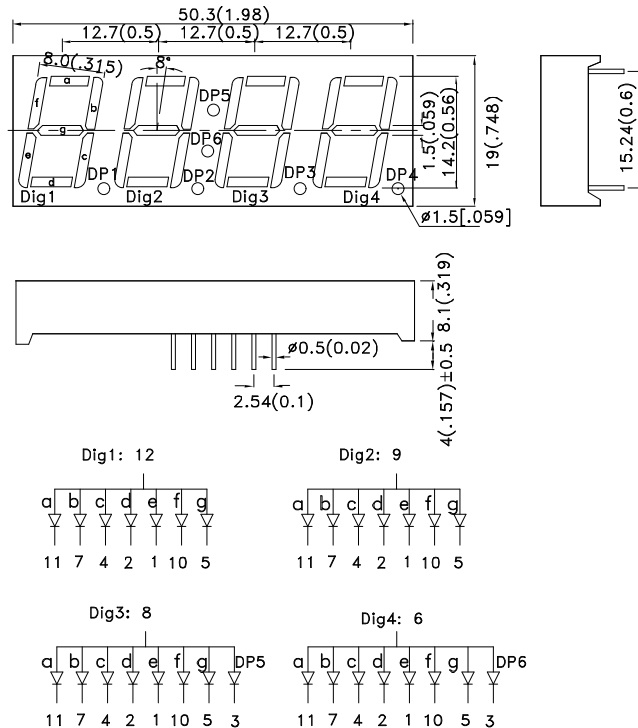 50.3(1.98)
12.7(0.5) 12.7(0.5) 12.7(0.5)
8.0(.315) 8°
a
f b
g
e c
d
DP5
DP6
DP1 DP2 DP3 DP4
Dig1 Dig2 Dig3 Dig4
1.5(.059)
14.2(0.56)
19(.748)
15.24(0.6)
ø1.5[.059]
8.1(.319)
ø0.5(0.02)
2.54(0.1)
4(.157)±0.5
Dig1: 12
a b c d e f g
11 7 4 2 1 10 5
Dig2: 9
a b c d e f g
11 7 4 2 1 10 5
Dig3: 8
a b c d e f g DP5
11 7 4 2 1 10 5 3
Dig4: 6
a b c d e f g DP6
11 7 4 2 1 10 5 3